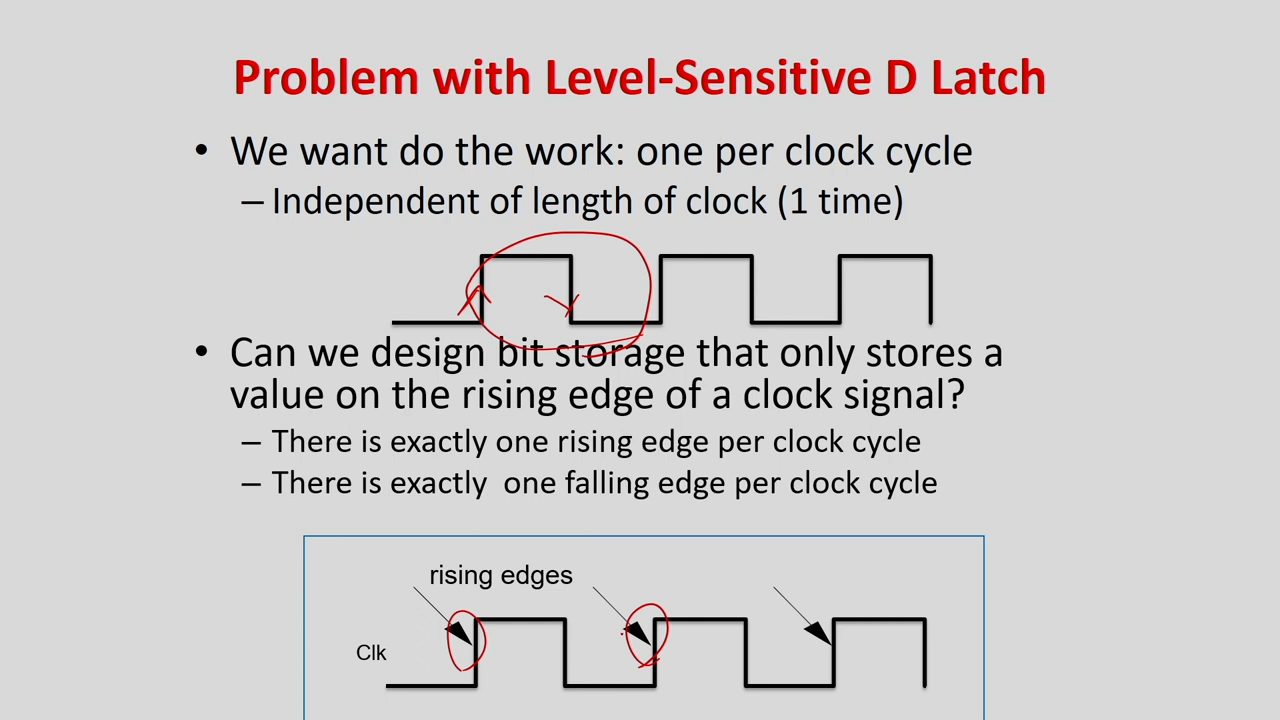 Problem with Level-Sensitive D Latch
• We want do the work: one per clock cycle
– Independent of length of clock (1 time)
• Can we design bit storage that only stores a
value on the rising edge of a clock signal?
– There is exactly one rising edge per clock cycle
– There is exactly one falling edge per clock cycle
rising edges
Clk